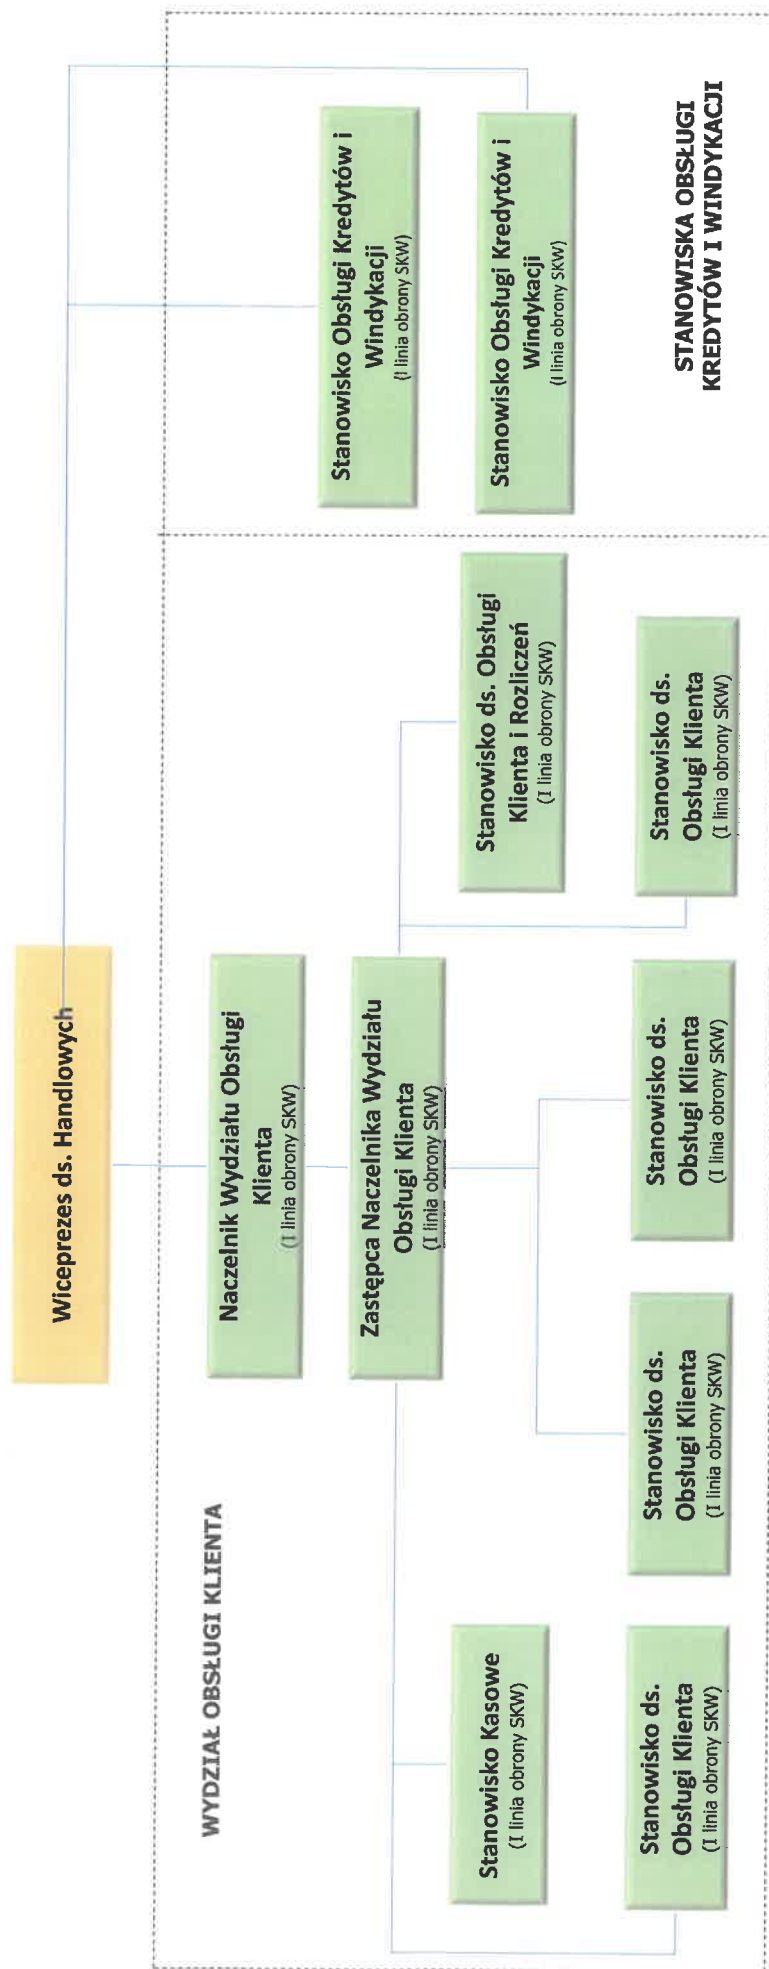 Wiceprezes ds. Handlowych
WYDZIAŁ OBSŁUGI KLIENTA
Naczelnik Wydziału Obsługi
Klienta
(I linia obrony SKW)
Zastępca Naczelnika Wydziału
Obsługi Klienta
(I linia obrony SKW)
Stanowisko Kasowe
(I linia obrony SKW)
Stanowisko ds.
Obsługi Klienta
(I linia obrony SKW)
Stanowisko ds.
Obsługi Klienta
(I linia obrony SKW)
Stanowisko ds.
Obsługi Klienta
(I linia obrony SKW)
Stanowisko ds. Obsługi
Klienta i Rozliczeń
(I linia obrony SKW)
Stanowisko ds.
Obsługi Klienta
(I linia obrony SKW)
Stanowisko Obsługi Kredytów i
Windykacji
(I linia obrony SKW)
Stanowisko Obsługi Kredytów i
Windykacji
(I linia obrony SKW)
STANOWISKA OBSŁUGI
KREDYTÓW I WINDYKACJI